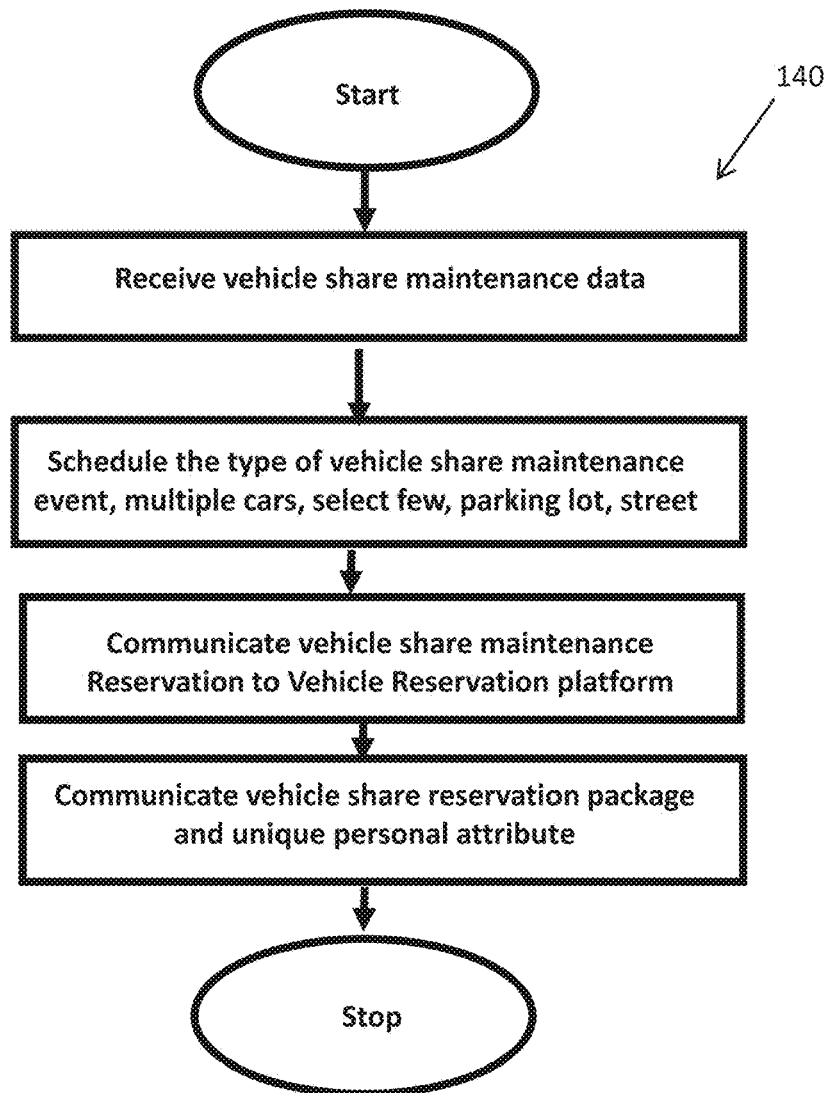 Start
140
Receive vehicle share maintenance data
Schedule the type of vehicle share maintenance
event, multiple cars, select few, parking lot, street
Communicate vehicle share maintenance
Reservation to Vehicle Reservation platform
Communicate vehicle share reservation package
and unique personal attribute
Stop